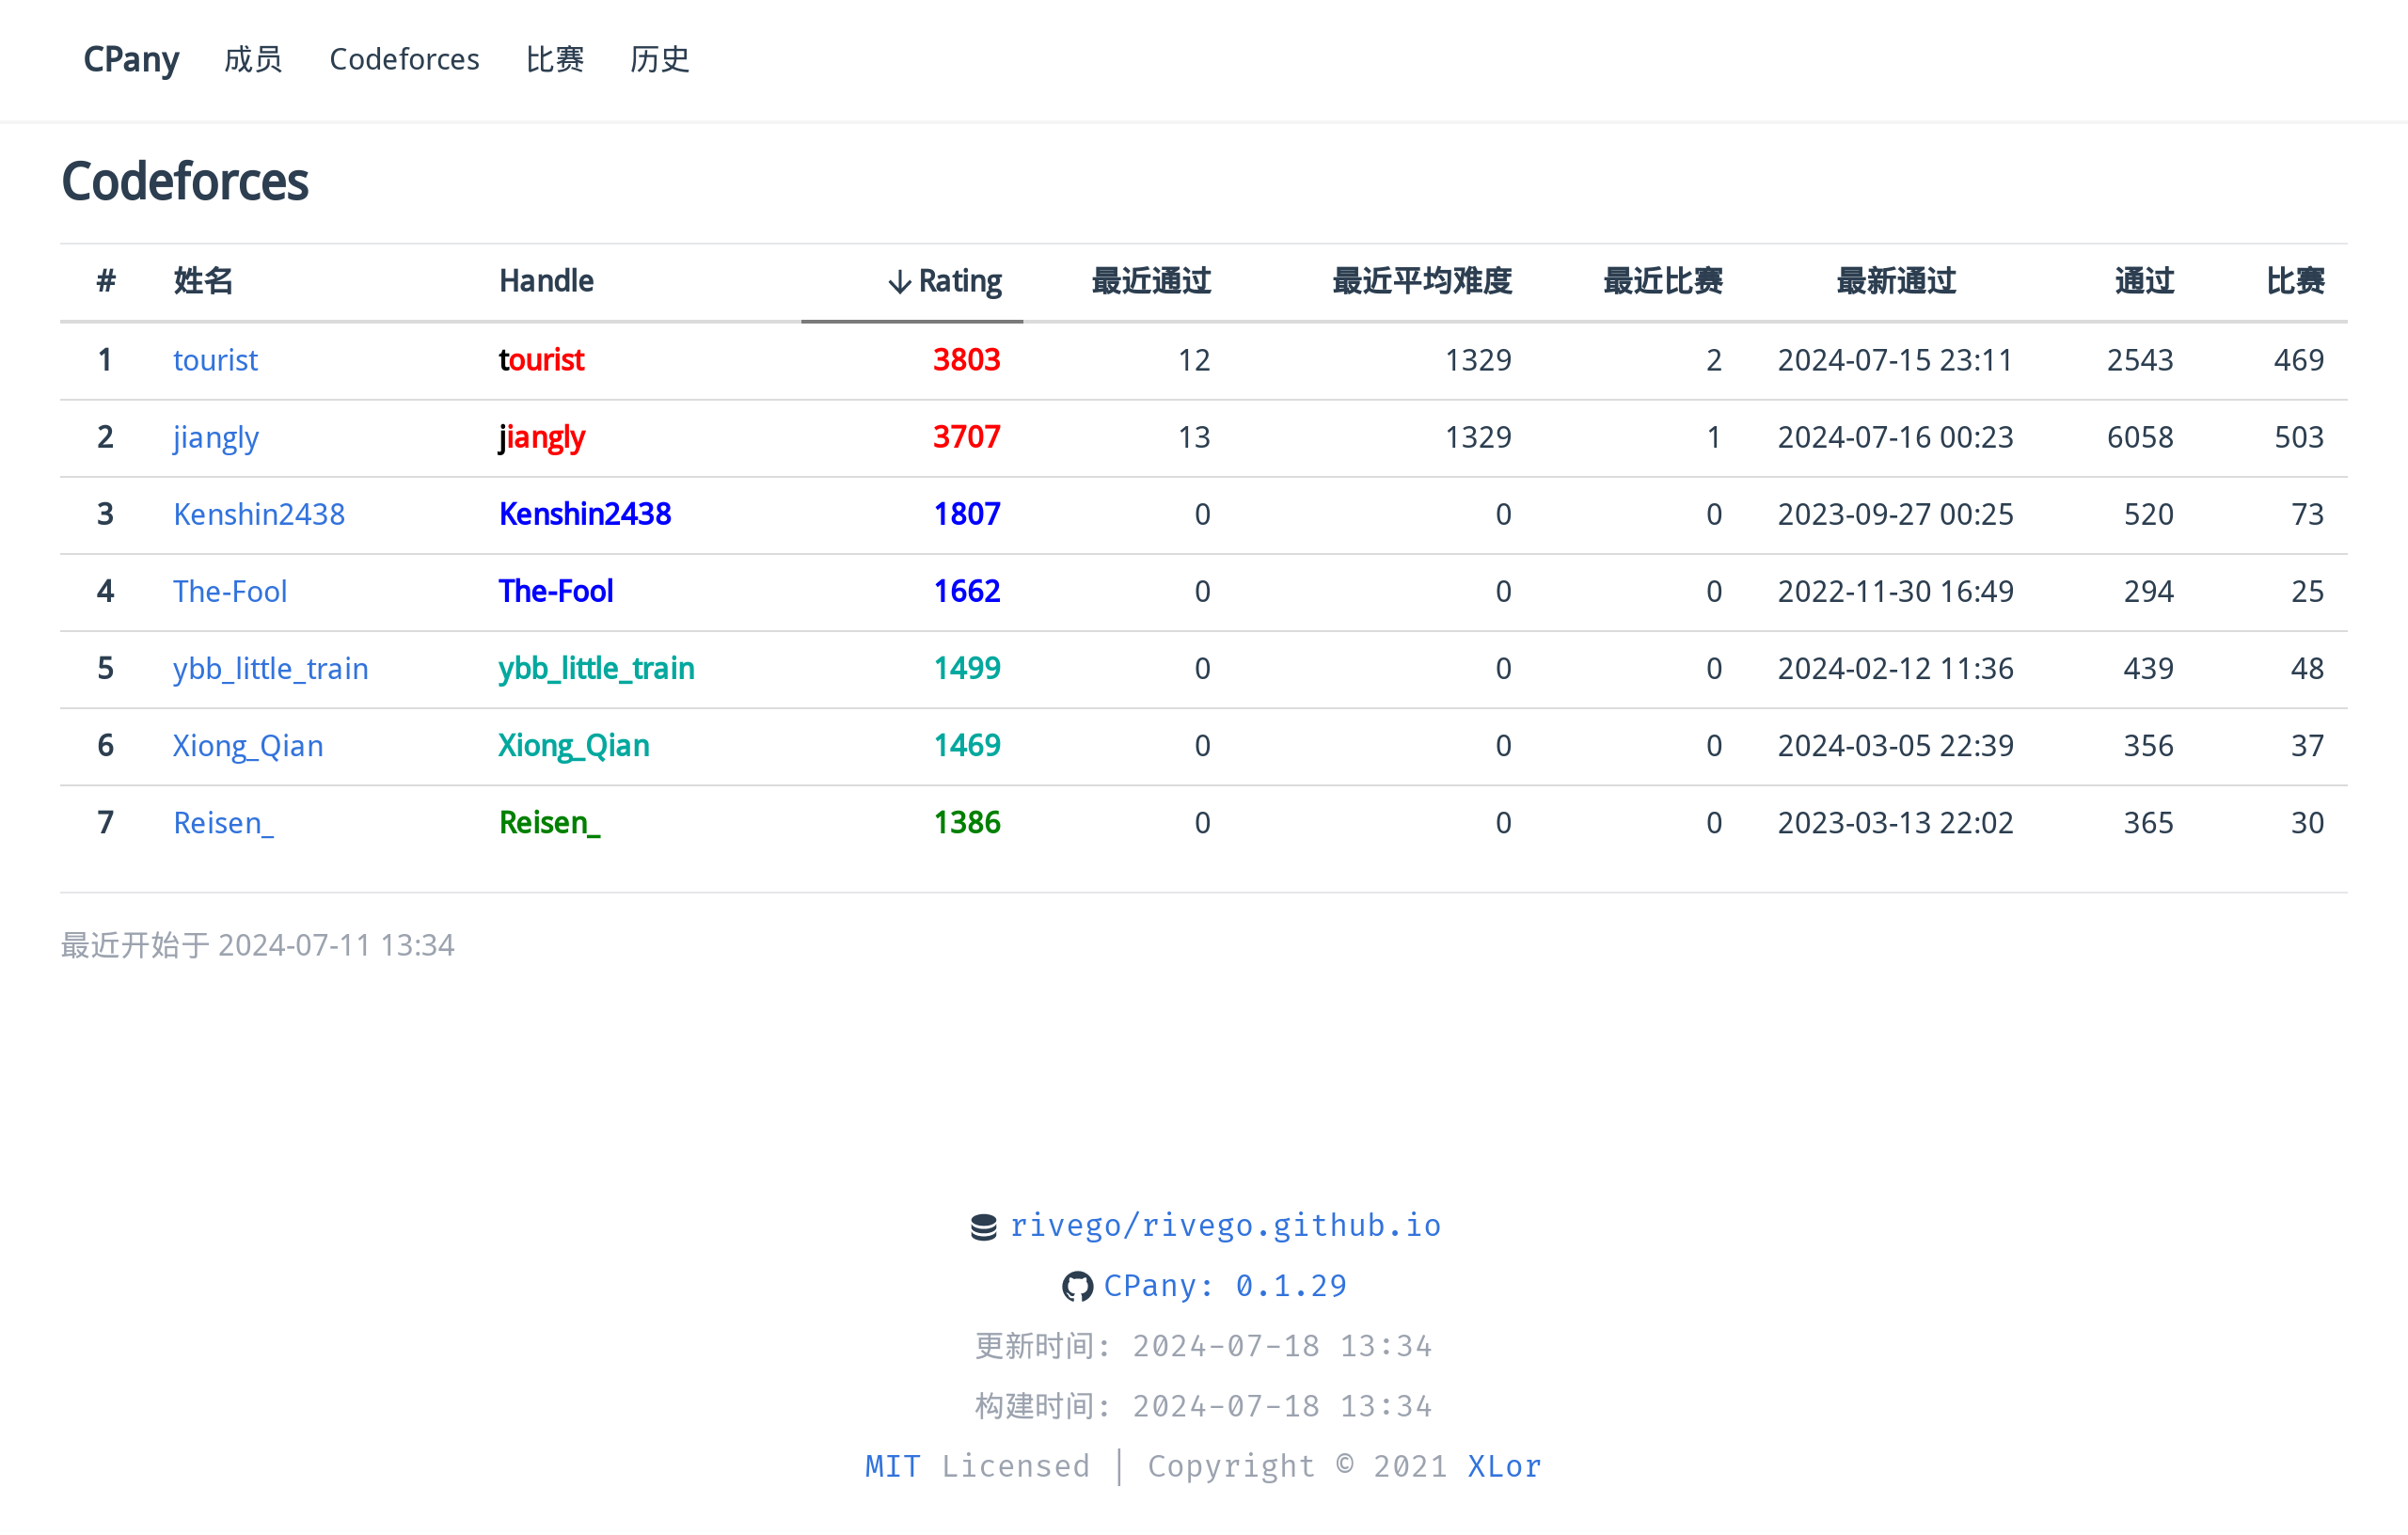 CPany 成员 Codeforces 比赛 历史
Codeforces
# 姓名 Handle ↓ Rating 最近通过 最近平均难度 最近比赛 最新通过 通过 比赛
1 tourist tourist 3803 12 1329 2 2024-07-15 23:11 2543 469
2 jiangly jiangly 3707 13 1329 1 2024-07-16 00:23 6058 503
3 Kenshin2438 Kenshin2438 1807 0 0 0 2023-09-27 00:25 520 73
4 The-Fool The-Fool 1662 0 0 0 2022-11-30 16:49 294 25
5 ybb_little_train ybb_little_train 1499 0 0 0 2024-02-12 11:36 439 48
6 Xiong_Qian Xiong_Qian 1469 0 0 0 2024-03-05 22:39 356 37
7 Reisen_ Reisen_ 1386 0 0 0 2023-03-13 22:02 365 30
最近开始于 2024-07-11 13:34
rivego/rivego.github.io
CPany: 0.1.29
更新时间: 2024-07-18 13:34
构建时间: 2024-07-18 13:34
MIT Licensed | Copyright © 2021 XLor